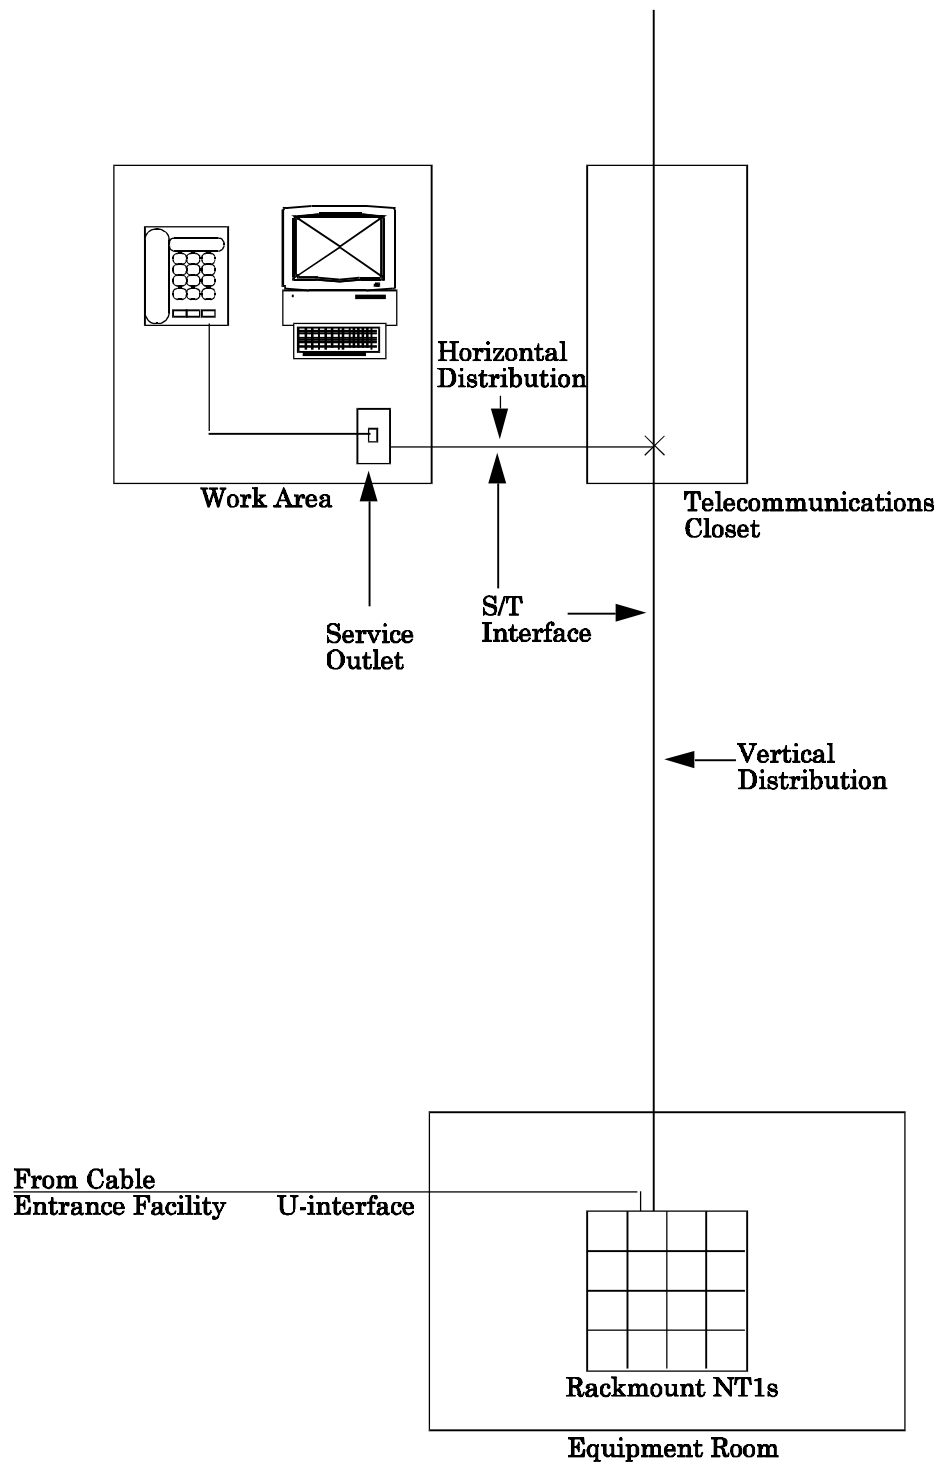 Horizontal
Distribution
Work Area
Telecommunications
Closet
S/T
Interface
Service
Outlet
Vertical
Distribution
From Cable
Entrance Facility
U-interface
Rackmount NT1s
Equipment Room